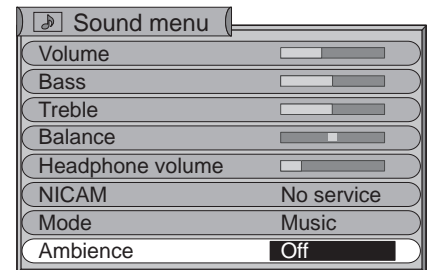 Sound menu
Volume
Bass
Treble
Balance
Headphone volume
NICAM No service
Mode Music
Ambience Off